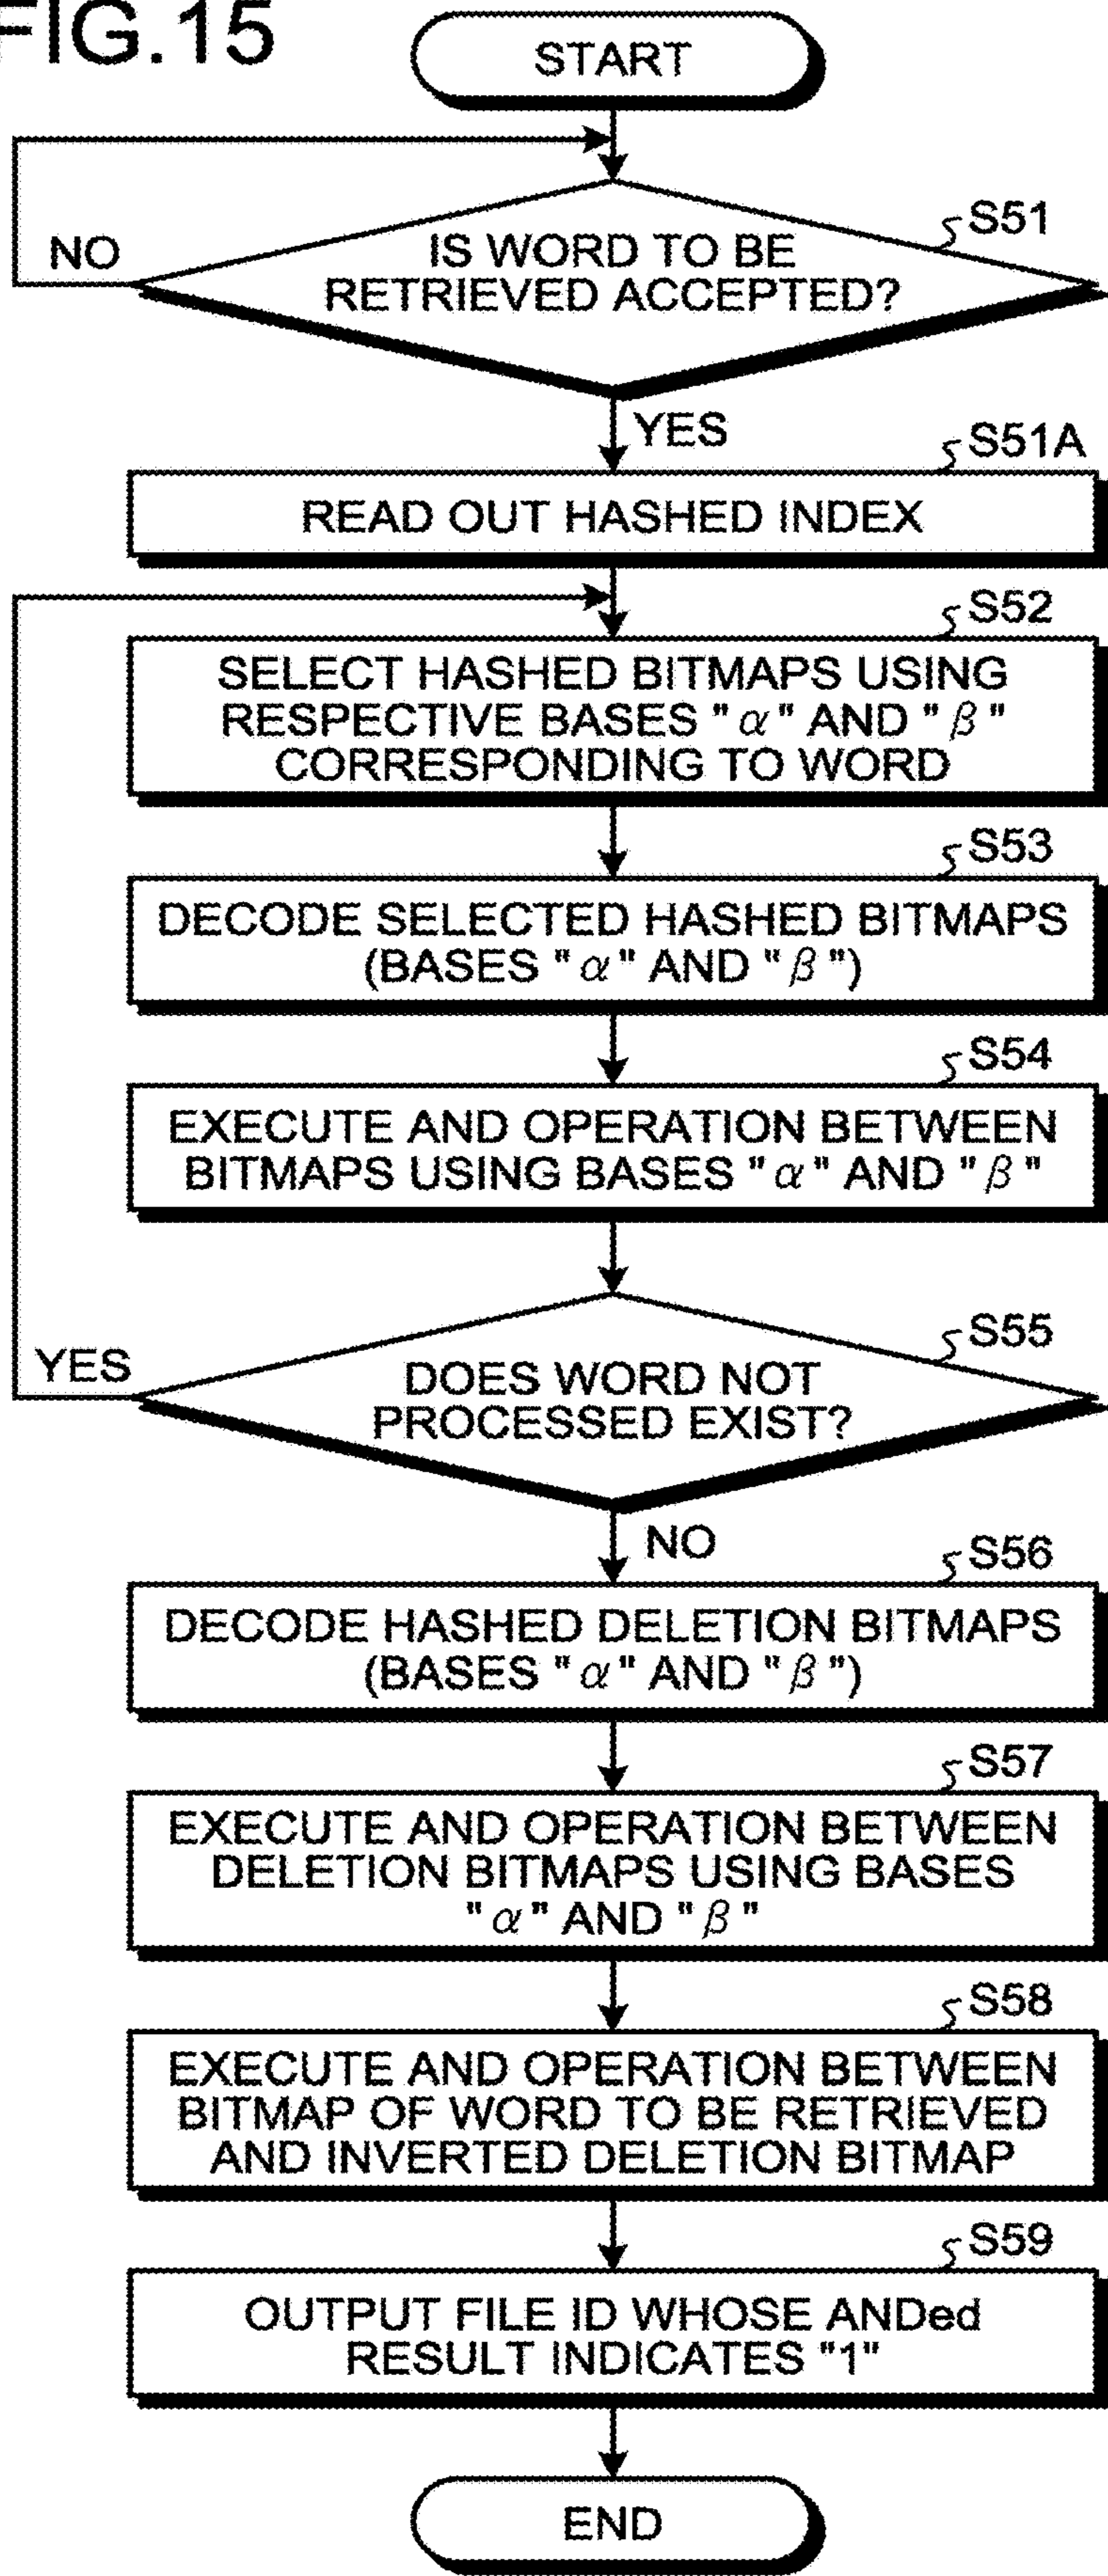 FIG.15
START
NO
IS WORD TO BE
RETRIEVED ACCEPTED?
S51
YES
S51A
READ OUT HASHED INDEX
S52
SELECT HASHED BITMAPS USING
RESPECTIVE BASES "α" AND "β"
CORRESPONDING TO WORD
S53
DECODE SELECTED HASHED BITMAPS
(BASES "α" AND "β")
S54
EXECUTE AND OPERATION BETWEEN
BITMAPS USING BASES "α" AND "β"
S55
YES
DOES WORD NOT
PROCESSED EXIST?
NO
S56
DECODE HASHED DELETION BITMAPS
(BASES "α" AND "β")
S57
EXECUTE AND OPERATION BETWEEN
DELETION BITMAPS USING BASES
"α" AND "β"
S58
EXECUTE AND OPERATION BETWEEN
BITMAP OF WORD TO BE RETRIEVED
AND INVERTED DELETION BITMAP
S59
OUTPUT FILE ID WHOSE ANDed
RESULT INDICATES "1"
END